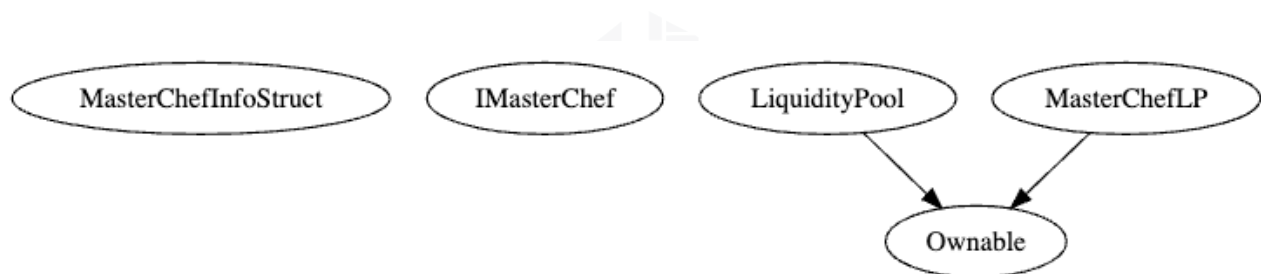 MasterChefInfoStruct
IMasterChef
LiquidityPool
MasterChefLP
Ownable